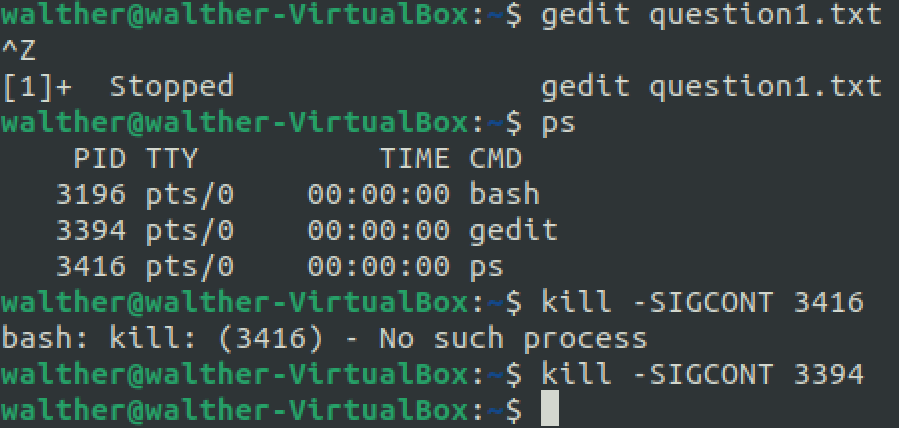 walther@walther-VirtualBox:~$ gedit question1.txt
^Z
[1]+  Stopped                 gedit question1.txt
walther@walther-VirtualBox:~$ ps
    PID TTY          TIME CMD
   3196 pts/0    00:00:00 bash
   3394 pts/0    00:00:00 gedit
   3416 pts/0    00:00:00 ps
walther@walther-VirtualBox:~$ kill -SIGCONT 3416
bash: kill: (3416) - No such process
walther@walther-VirtualBox:~$ kill -SIGCONT 3394
walther@walther-VirtualBox:~$